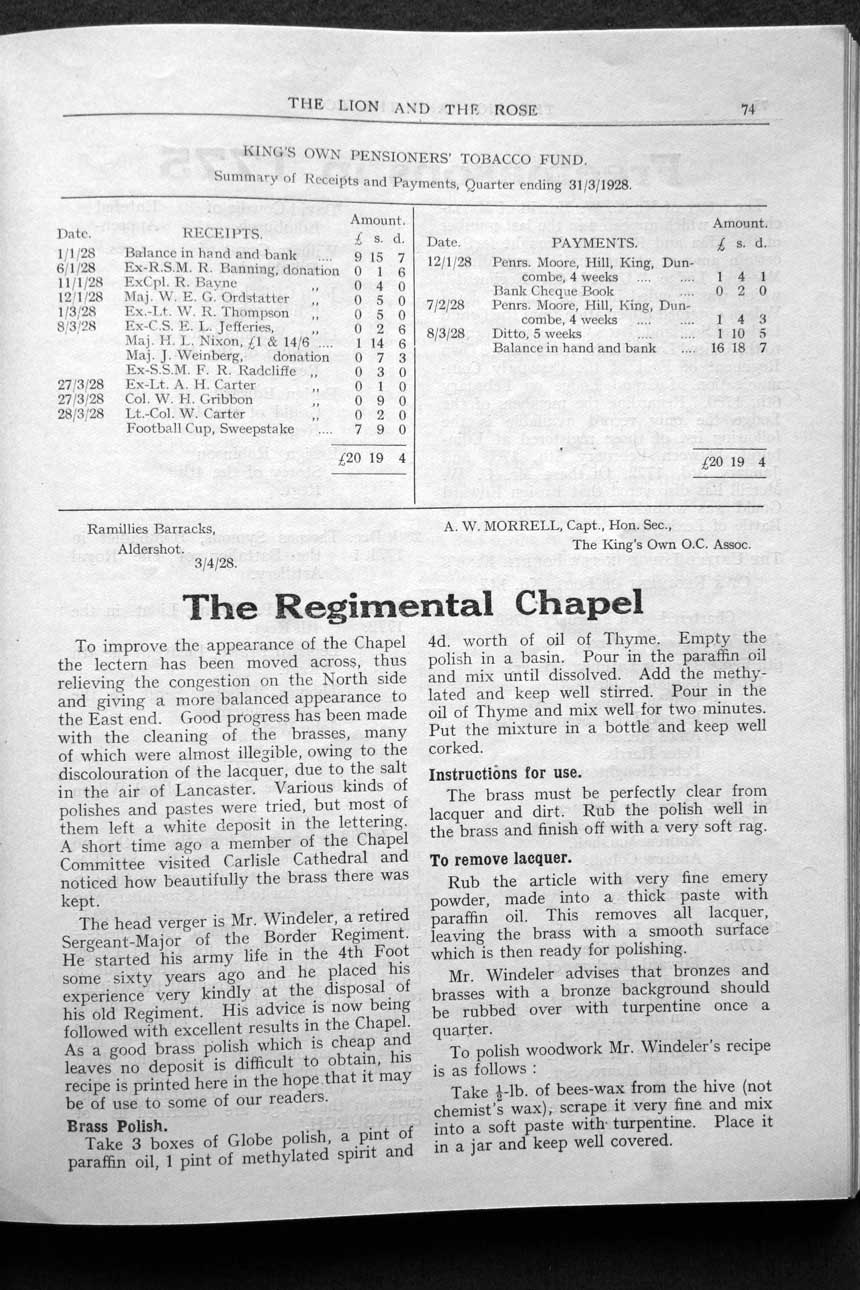 THE LION AND THE ROSE 74
KING'S OWN PENSIONERS' TOBACCO FUND.
Summary of Receipts and Payments, Quarter ending 31/3/1928.
Amount.
Date. RECEIPTS. £ s. d.
1/1/28 Balance in hand and bank .... 9 15 7
6/1/28 Ex-R.S.M. R. Banning, donation 0 1 6
11/1/28 ExCpl. R. Bayne ,, 0 4 0
12/1/28 Maj. W. E. G. Ordstatter ,, 0 5 0
1/3/28 Ex.-Lt. W. R. Thompson ,, 0 5 0
8/3/28 Ex-C.S. E. L. Jefferies, ,, 0 2 6
Maj. H. L. Nixon, £1 & 14/6 .... 1 14 6
Maj. J. Weinberg, donation 0 7 3
Ex-S.S.M. F. R. Radcliffe ,, 0 3 0
27/3/28 Ex-Lt. A. H. Carter ,, 0 1 0
27/3/28 Col. W. H. Gribbon ,, 0 9 0
28/3/28 Lt.-Col. W. Carter ,, 0 2 0
Football Cup, Sweepstake .... 7 9 0
£20 19 4
Amount.
Date. PAYMENTS. £ s. d.
12/1/28 Penrs. Moore, Hill, King, Dun-
combe, 4 weeks .... .... 1 4 1
Bank Cheque Book .... 0 2 0
7/2/28 Penrs. Moore, Hill, King, Dun-
combe, 4 weeks .... .... 1 4 3
8/3/28 Ditto, 5 weeks .... .... 1 10 5
Balance in hand and bank .... 16 18 7
£20 19 4
Ramillies Barracks,
Aldershot.
3/4/28.
A. W. MORRELL, Capt., Hon. Sec.,
The King's Own O.C. Assoc.
The Regimental Chapel
To improve the appearance of the Chapel
the lectern has been moved across, thus
relieving the congestion on the North side
and giving a more balanced appearance to
the East end. Good progress has been made
with the cleaning of the brasses, many
of which were almost illegible, owing to the
discolouration of the lacquer, due to the salt
in the air of Lancaster. Various kinds of
polishes and pastes were tried, but most of
them left a white deposit in the lettering.
A short time ago a member of the Chapel
Committee visited Carlisle Cathedral and
noticed how beautifully the brass there was
kept.
The head verger is Mr. Windeler, a retired
Sergeant-Major of the Border Regiment.
He started his army life in the 4th Foot
some sixty years ago and he placed his
experience very kindly at the disposal of
his old Regiment. His advice is now being
followed with excellent results in the Chapel.
As a good brass polish which is cheap and
leaves no deposit is difficult to obtain, his
recipe is printed here in the hope that it may
be of use to some of our readers.
Brass Polish.
Take 3 boxes of Globe polish, a pint of
paraffin oil, 1 pint of methylated spirit and
4d. worth of oil of Thyme. Empty the
polish in a basin. Pour in the paraffin oil
and mix until dissolved. Add the methy-
lated and keep well stirred. Pour in the
oil of Thyme and mix well for two minutes.
Put the mixture in a bottle and keep well
corked.
Instructions for use.
The brass must be perfectly clear from
lacquer and dirt. Rub the polish well in
the brass and finish off with a very soft rag.
To remove lacquer.
Rub the article with very fine emery
powder, made into a thick paste with
paraffin oil. This removes all lacquer,
leaving the brass with a smooth surface
which is then ready for polishing.
Mr. Windeler advises that bronzes and
brasses with a bronze background should
be rubbed over with turpentine once a
quarter.
To polish woodwork Mr. Windeler's recipe
is as follows :
Take ½-lb. of bees-wax from the hive (not
chemist's wax), scrape it very fine and mix
into a soft paste with turpentine. Place it
in a jar and keep well covered.